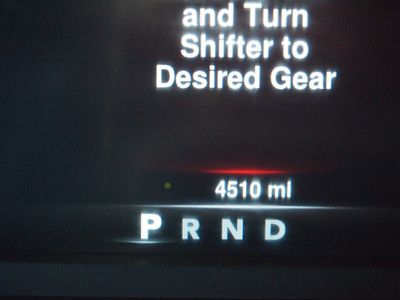 and Turn
Shifter to
Desired Gear
4510 mi
P R N D